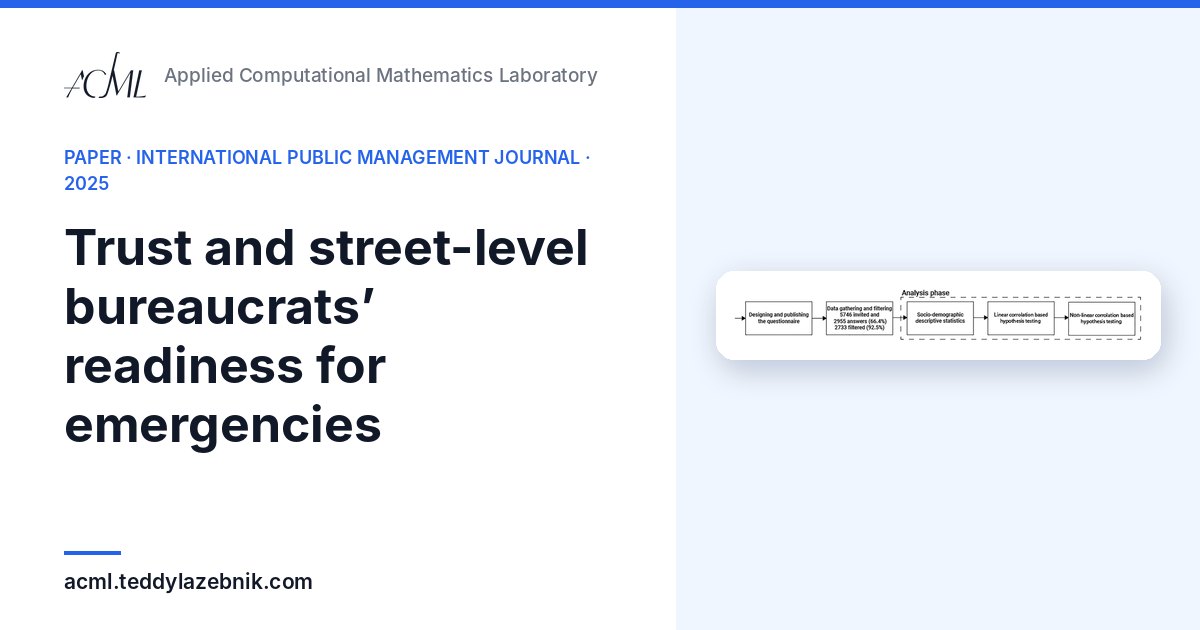 ACML
Applied Computational Mathematics Laboratory
PAPER · INTERNATIONAL PUBLIC MANAGEMENT JOURNAL ·
2025
Trust and street-level
bureaucrats’
readiness for
emergencies
acml.teddylazebnik.com
Analysis phase
Designing and publishing
the questionnaire
Data gathering and filtering
5746 invited and
2955 answers (66.4%)
2733 filtered (92.5%)
Socio-demographic
descriptive statistics
Linear correlation based
hypothesis testing
Non-linear correlation based
hypothesis testing